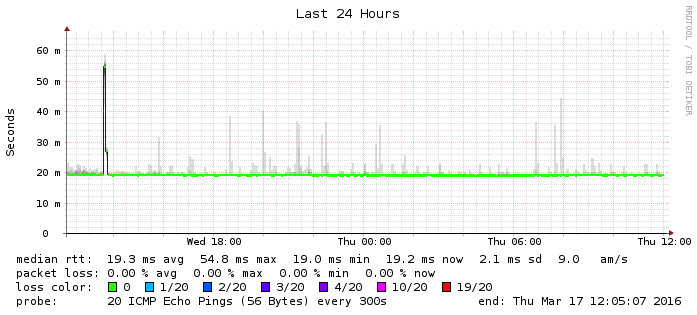 Last 24 Hours
RRDTOOL / TOBI OETIKER
Seconds
60 m
50 m
40 m
30 m
20 m
10 m
0 m
Wed 18:00 Thu 00:00 Thu 06:00 Thu 12:00
median rtt: 19.3 ms avg 54.8 ms max 19.0 ms min 19.2 ms now 2.1 ms sd 9.0 am/s
packet loss: 0.00 % avg 0.00 % max 0.00 % min 0.00 % now
loss color: 0 1/20 2/20 3/20 4/20 10/20 19/20
probe: 20 ICMP Echo Pings (56 Bytes) every 300s end: Thu Mar 17 12:05:07 2016